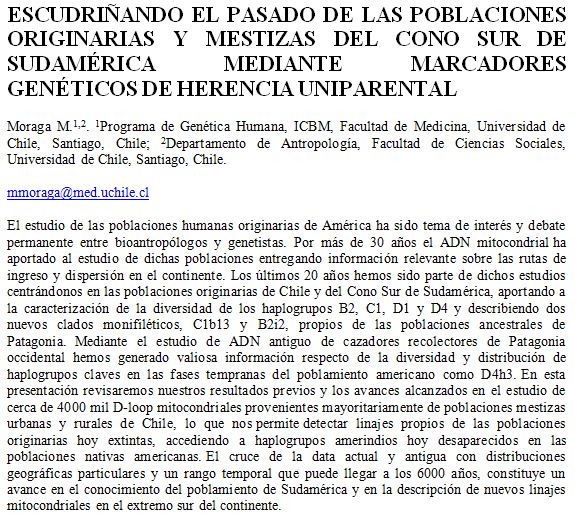 ESCUDRIÑANDO EL PASADO DE LAS POBLACIONES
ORIGINARIAS Y MESTIZAS DEL CONO SUR DE
SUDAMÉRICA MEDIANTE MARCADORES
GENÉTICOS DE HERENCIA UNIPARENTAL
Moraga M.1,2. 1Programa de Genética Humana, ICBM, Facultad de Medicina, Universidad de
Chile, Santiago, Chile; 2Departamento de Antropología, Facultad de Ciencias Sociales,
Universidad de Chile, Santiago, Chile.
mmoraga@med.uchile.cl
El estudio de las poblaciones humanas originarias de América ha sido tema de interés y debate
permanente entre bioantropólogos y genetistas. Por más de 30 años el ADN mitocondrial ha
aportado al estudio de dichas poblaciones entregando información relevante sobre las rutas de
ingreso y dispersión en el continente. Los últimos 20 años hemos sido parte de dichos estudios
centrándonos en las poblaciones originarias de Chile y del Cono Sur de Sudamérica, aportando a
la caracterización de la diversidad de los haplogrupos B2, C1, D1 y D4 y describiendo dos
nuevos clados monifiléticos, C1b13 y B2i2, propios de las poblaciones ancestrales de
Patagonia. Mediante el estudio de ADN antiguo de cazadores recolectores de Patagonia
occidental hemos generado valiosa información respecto de la diversidad y distribución de
haplogrupos claves en las fases tempranas del poblamiento americano como D4h3. En esta
presentación revisaremos nuestros resultados previos y los avances alcanzados en el estudio de
cerca de 4000 mil D-loop mitocondriales provenientes mayoritariamente de poblaciones mestizas
urbanas y rurales de Chile, lo que nos permite detectar linajes propios de las poblaciones
originarias hoy extintas, accediendo a haplogrupos amerindios hoy desaparecidos en las
poblaciones nativas americanas. El cruce de la data actual y antigua con distribuciones
geográficas particulares y un rango temporal que puede llegar a los 6000 años, constituye un
avance en el conocimiento del poblamiento de Sudamérica y en la descripción de nuevos linajes
mitocondriales en el extremo sur del continente.